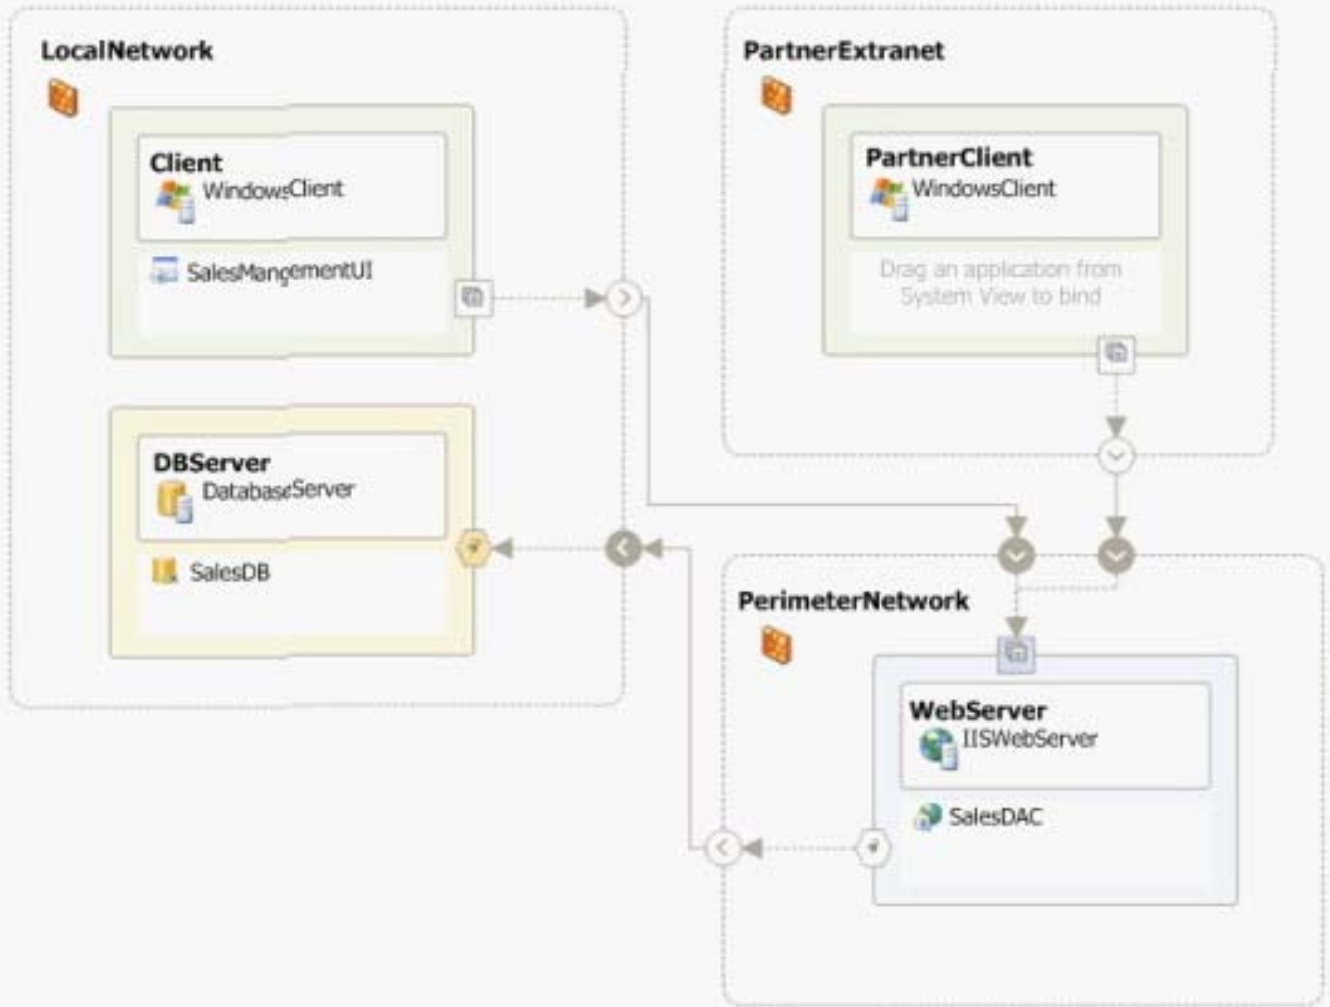 LocalNetwork
Client
WindowsClient
SalesMangementUI
DBServer
DatabaseServer
SalesDB
PartnerExtranet
PartnerClient
WindowsClient
Drag an application from
System View to bind
PerimeterNetwork
WebServer
IISWebServer
SalesDAC